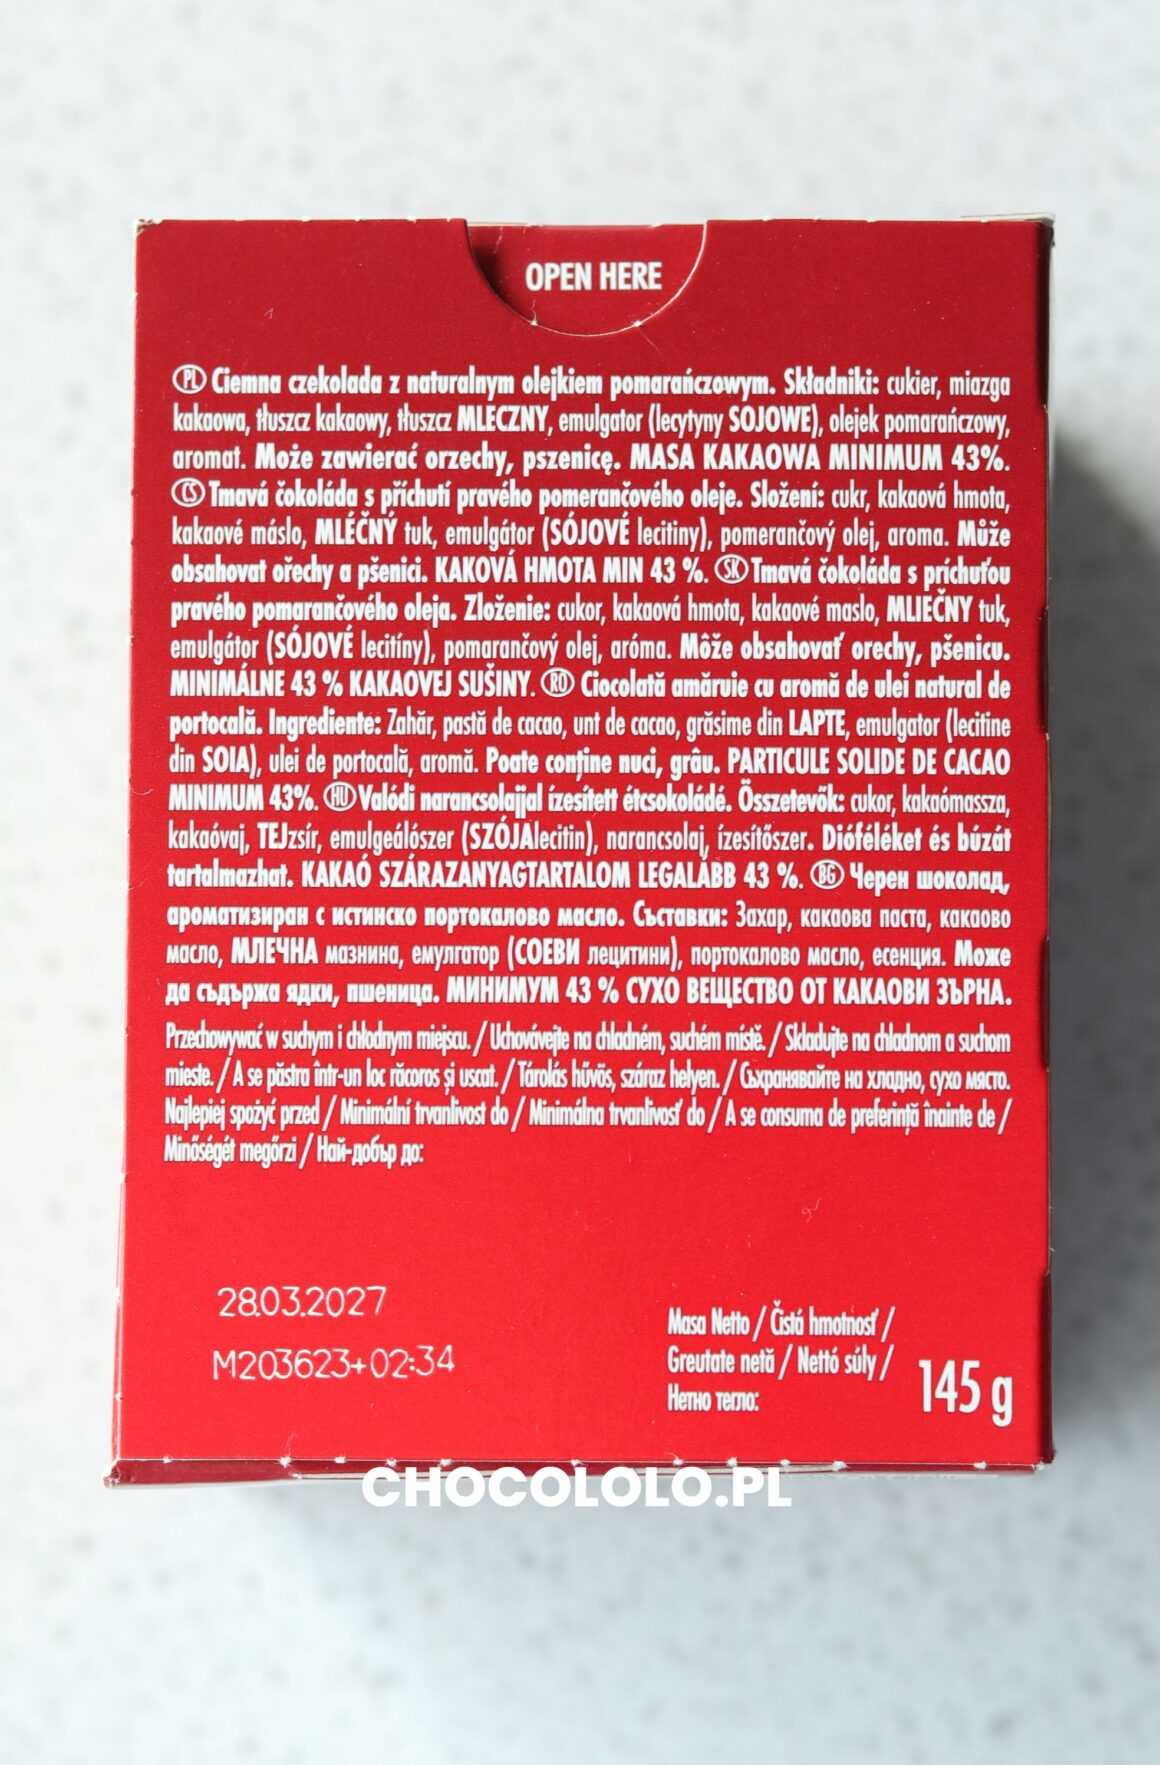 OPEN HERE
PL Ciemna czekolada z naturalnym olejkiem pomarańczowym. Składniki: cukier, miazga
kakaowa, tłuszcz kakaowy, tłuszcz MLECZNY, emulgator (lecytyny SOJOWE), olejek pomarańczowy,
aromat. Może zawierać orzechy, pszenicę. MASA KAKAOWA MINIMUM 43%.
CS Tmavá čokoláda s příchutí pravého pomerančového oleje. Složení: cukr, kakaová hmota,
kakaové máslo, MLÉČNÝ tuk, emulgátor (SÓJOVÉ lecitiny), pomerančový olej, aroma. Může
obsahovat ořechy a pšenici. KAKOVÁ HMOTA MIN 43 %. SK Tmavá čokoláda s príchuťou
pravého pomarančového oleja. Zloženie: cukor, kakaová hmota, kakaové maslo, MLIEČNY tuk,
emulgátor (SÓJOVÉ lecitíny), pomarančový olej, aróma. Môže obsahovať orechy, pšenicu.
MINIMÁLNE 43 % KAKAOVEJ SUŠINY. RO Ciocolată amăruie cu aromă de ulei natural de
portocală. Ingrediente: Zahăr, pastă de cacao, unt de cacao, grăsime din LAPTE, emulgator (lecitine
din SOIA), ulei de portocală, aromă. Poate conține nuci, grâu. PARTICULE SOLIDE DE CACAO
MINIMUM 43%. HU Valódi narancsolajjal ízesített étcsokoládé. Összetevők: cukor, kakaómassza,
kakaóvaj, TEJzsír, emulgeálószer (SZÓJAlecitin), narancsolaj, ízesítőszer. Dióféléket és búzát
tartalmazhat. KAKAÓ SZÁRAZANYAGTARTALOM LEGALÁBB 43 %. BG Черен шоколад,
ароматизиран с истинско портокалово масло. Съставки: Захар, какаова паста, какаово
масло, МЛЕЧНА мазнина, емулгатор (СОЕВИ лецитини), портокалово масло, есенция. Може
да съдържа ядки, пшеница. МИНИМУМ 43 % СУХО ВЕЩЕСТВО ОТ КАКАОВИ ЗЪРНА.
Przechowywać w suchym i chłodnym miejscu. / Uchovávejte na chladném, suchém místě. / Skladujte na chladnom a suchom
mieste. / A se păstra într-un loc răcoros și uscat. / Tárolás hűvös, száraz helyen. / Съхранявайте на хладно, сухо място.
Najlepiej spożyć przed / Minimální trvanlivost do / Minimálna trvanlivosť do / A se consuma de preferință înainte de /
Minőségét megőrzi / Най-добър до:
28.03.2027
M203623+02:34
Masa Netto / Čistá hmotnosť /
Greutate netă / Nettó súly /
Нетно тегло:
145 g
CHOCOLOLO.PL